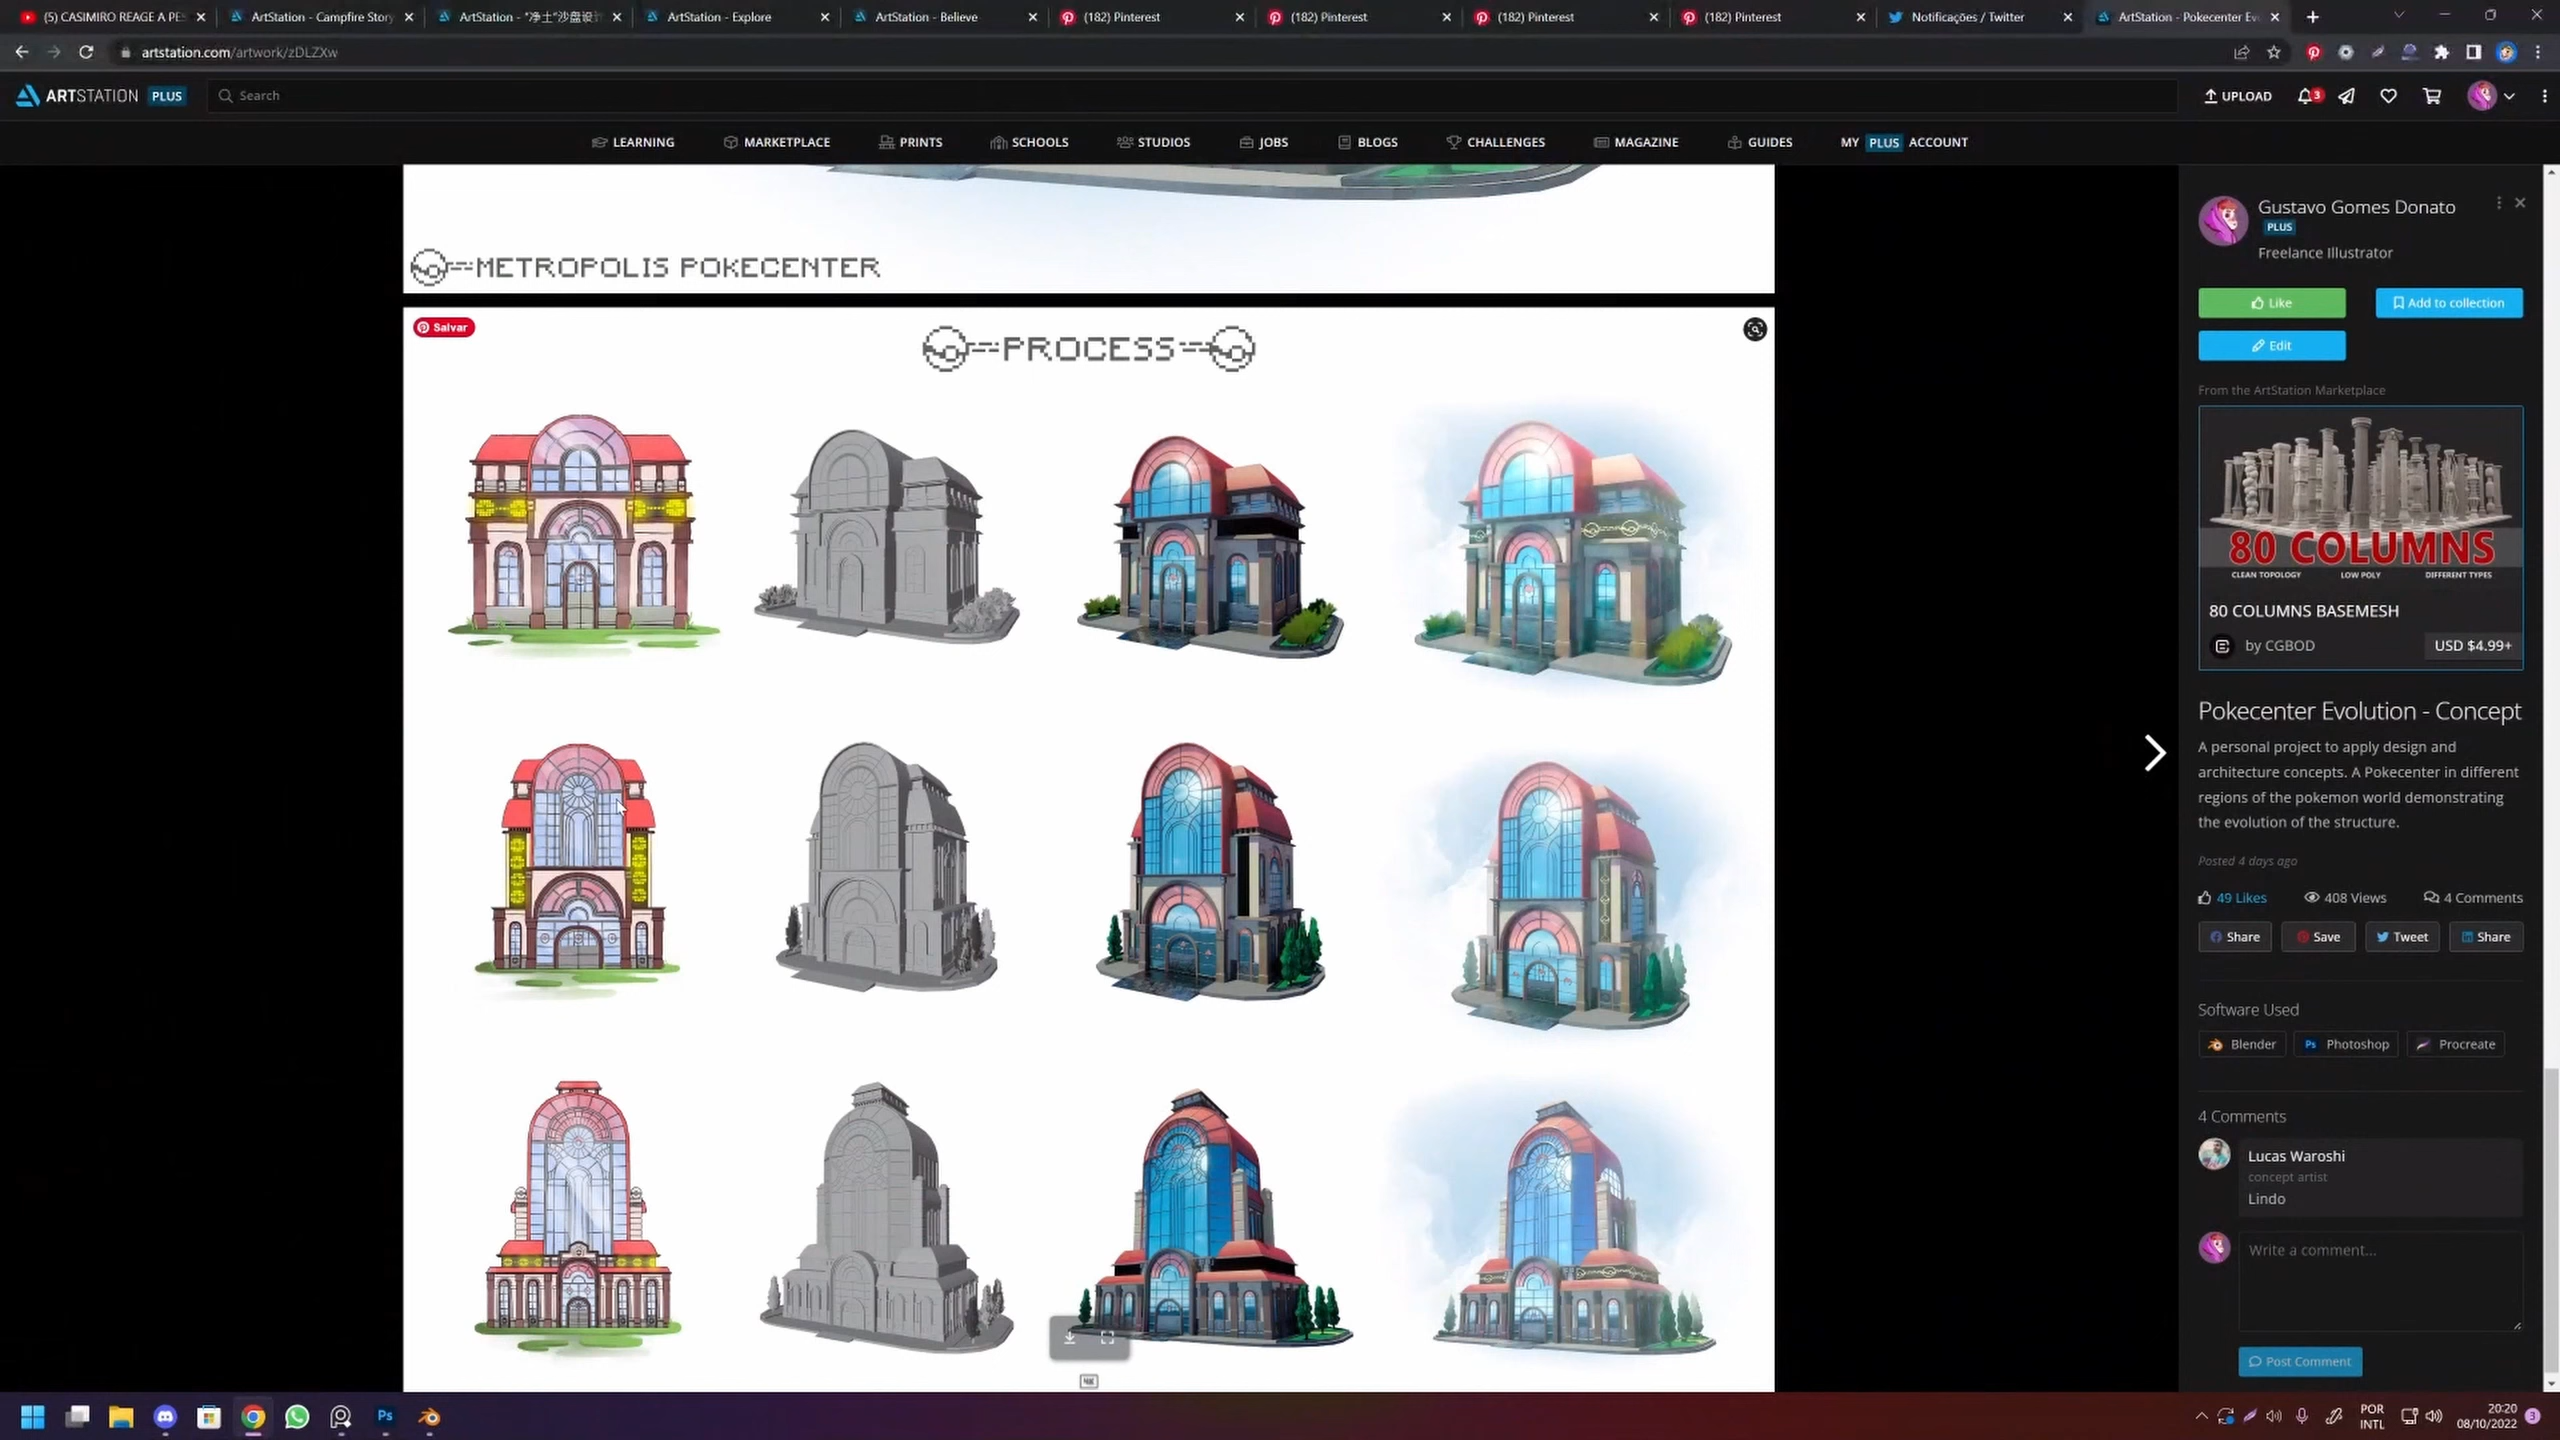 (5) CASIMIRO REAGE A PES
ArtStation - Campfire Story
ArtStation - "净土"沙盘设计
ArtStation - Explore
ArtStation - Believe
(182) Pinterest
(182) Pinterest
(182) Pinterest
(182) Pinterest
Notificações / Twitter
ArtStation - Pokecenter Ev
artstation.com/artwork/zDLZXw
ARTSTATION PLUS
Search
UPLOAD
3
LEARNING
MARKETPLACE
PRINTS
SCHOOLS
STUDIOS
JOBS
BLOGS
CHALLENGES
MAGAZINE
GUIDES
MY PLUS ACCOUNT
METROPOLIS POKECENTER
Salvar
PROCESS
Gustavo Gomes Donato
PLUS
Freelance Illustrator
Like
Add to collection
Edit
From the ArtStation Marketplace
80 COLUMNS
CLEAN TOPOLOGY LOW POLY DIFFERENT TYPES
80 COLUMNS BASEMESH
by CGBOD
USD $4.99+
Pokecenter Evolution - Concept
A personal project to apply design and
architecture concepts. A Pokecenter in different
regions of the pokemon world demonstrating
the evolution of the structure.
Posted 4 days ago
49 Likes
408 Views
4 Comments
Share
Save
Tweet
Share
Software Used
Blender
Ps Photoshop
Procreate
4 Comments
Lucas Waroshi
concept artist
Lindo
Write a comment...
Post Comment
4K
Ps
POR
INTL
20:20
08/10/2022
3